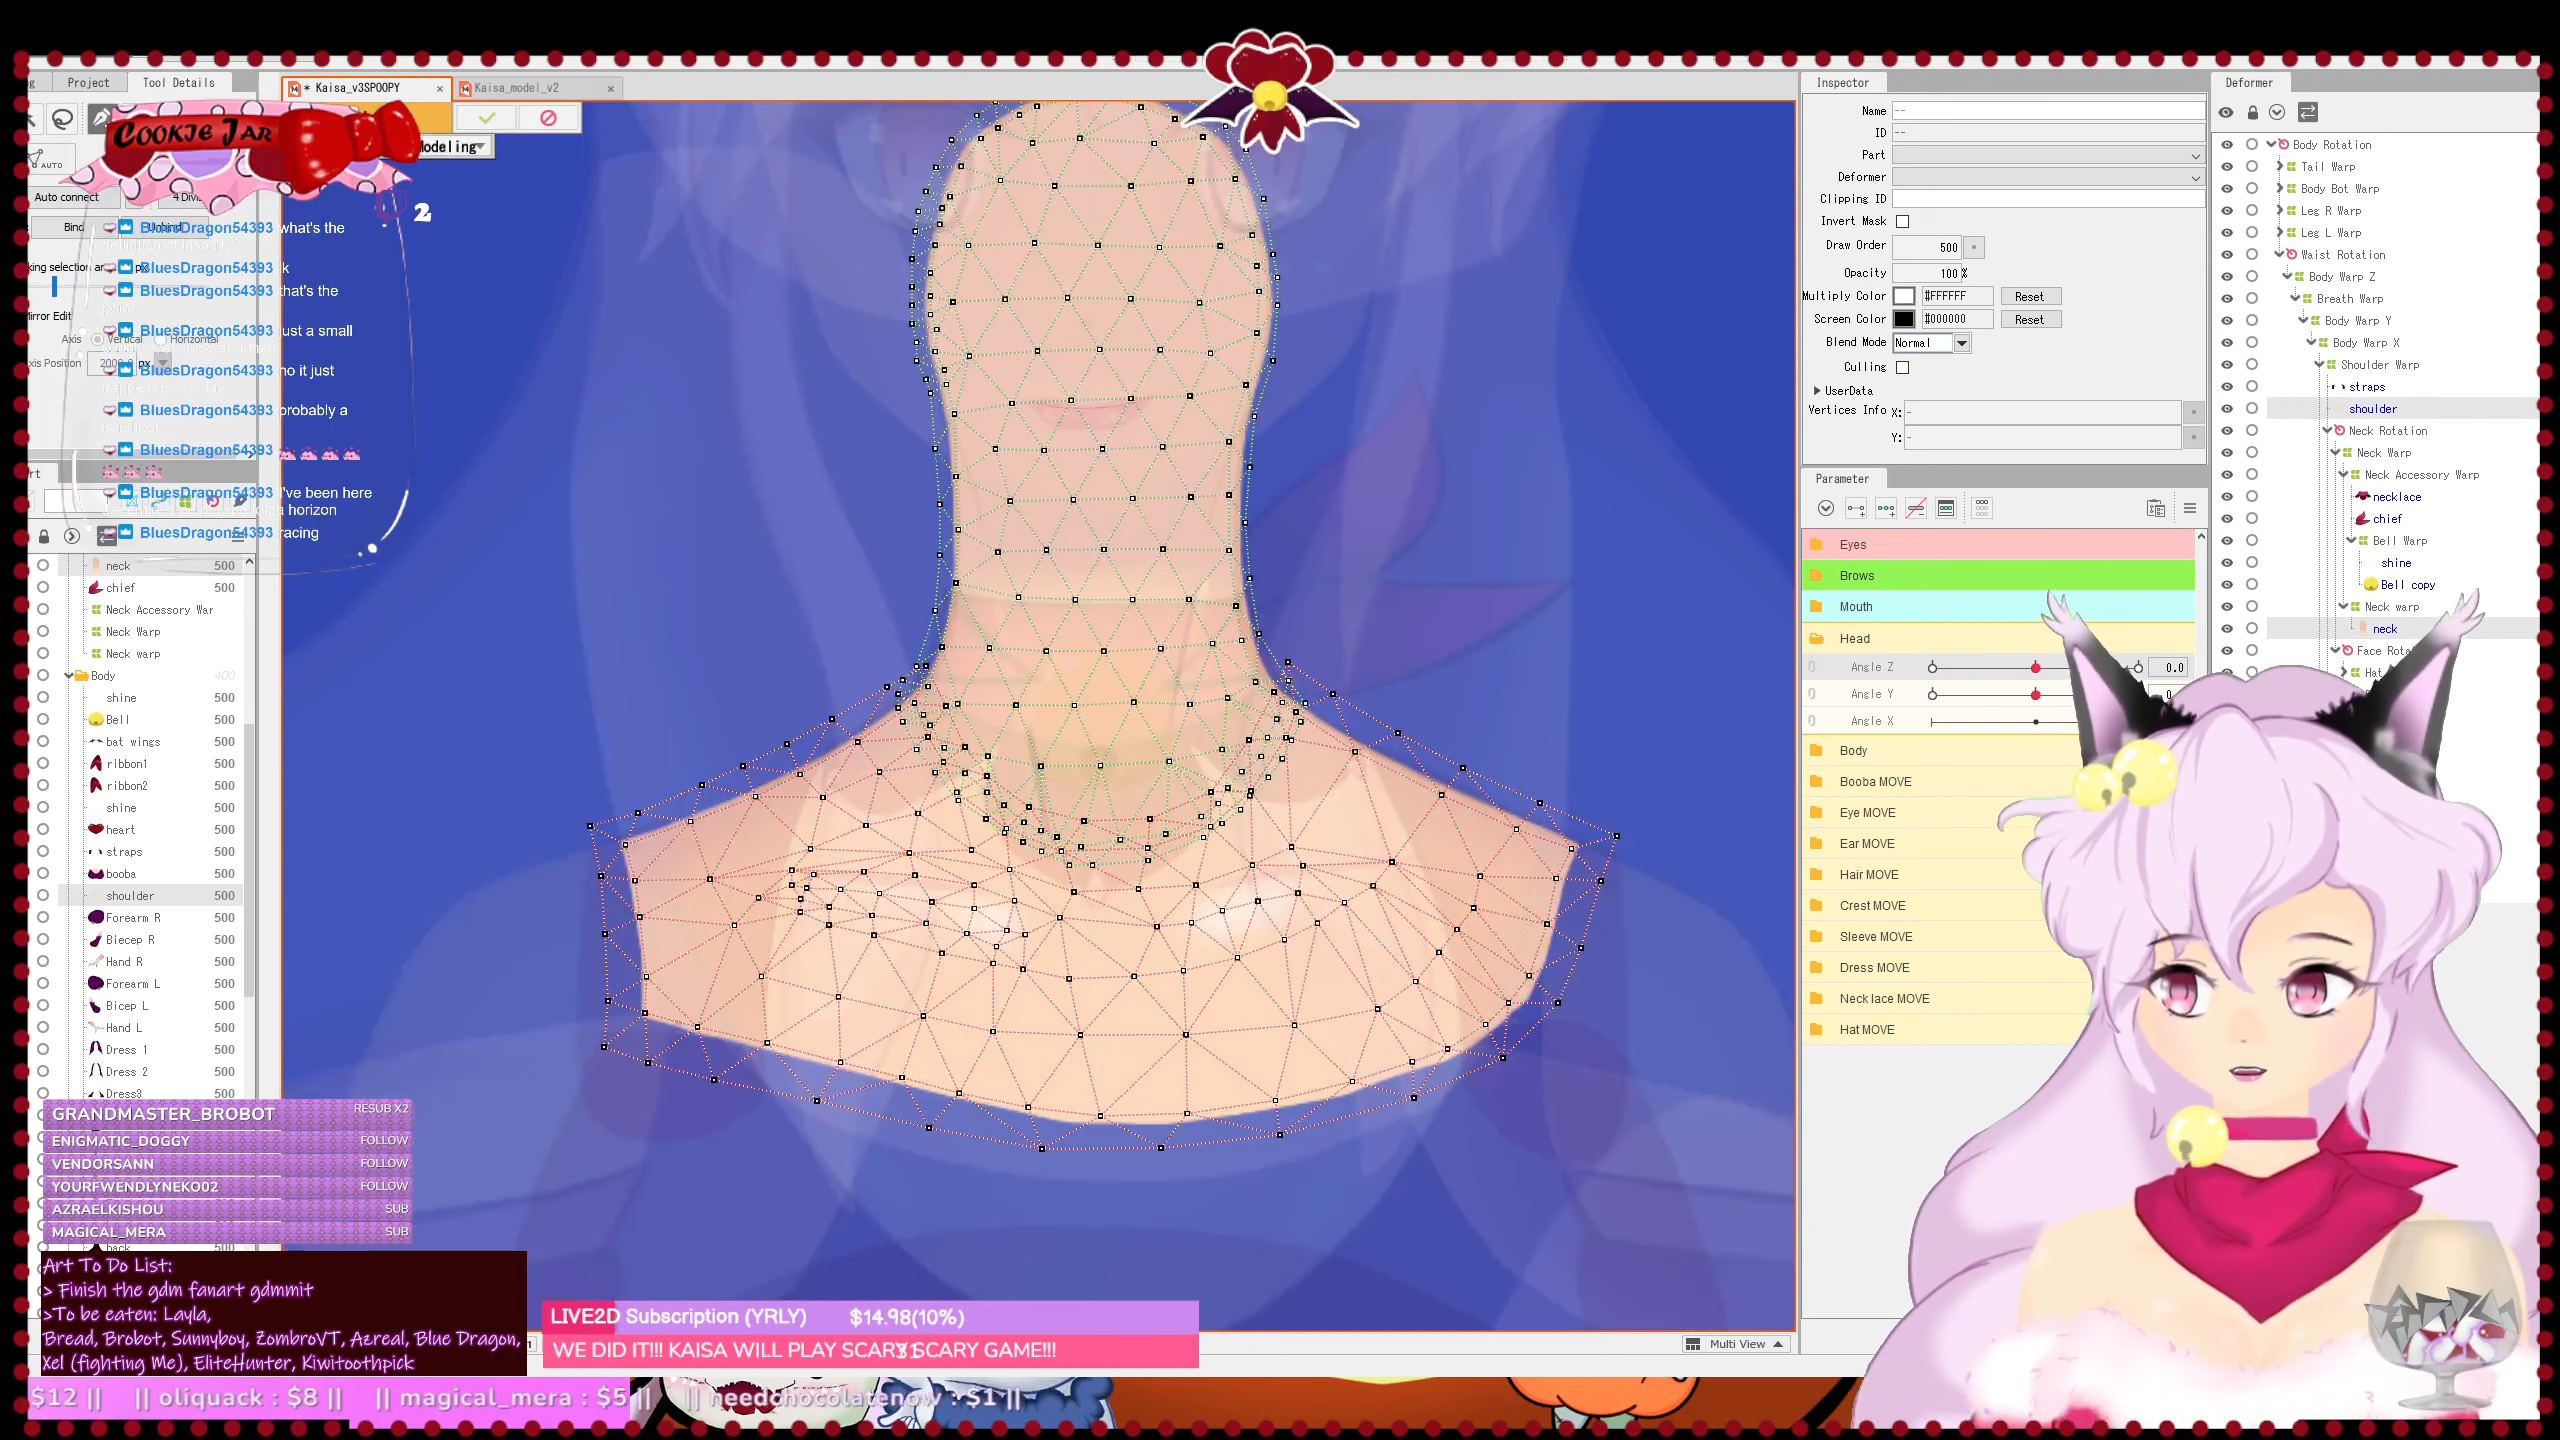 Project
Tool Details
* Kaisa_v3SPOOPY
Kaisa_model_v2
COOKIE JAR
Modeling
AUTO
Auto connect
Bind
2
BluesDragon54393 what's the
BluesDragon54393 k
BluesDragon54393 that's the
BluesDragon54393 just a small
BluesDragon54393 no it just
BluesDragon54393 probably a
BluesDragon54393
BluesDragon54393 I've been here
horizon
BluesDragon54393 racing
Axis Vertical Horizontal
px
neck 500
chief 500
Neck Accessory War
Neck Warp
Neck warp
Body 400
shine 500
Bell 500
bat wings 500
ribbon1 500
ribbon2 500
shine 500
heart 500
straps 500
booba 500
shoulder 500
Forearm R 500
Biecep R 500
Hand R 500
Forearm L 500
Bicep L 500
Hand L 500
Dress 1 500
Dress 2 500
Dress3 500
GRANDMASTER_BROBOT RESUB X2
ENIGMATIC_DOGGY FOLLOW
VENDORSANN FOLLOW
YOURFWENDLYNEKO02 FOLLOW
AZRAELKISHOU SUB
MAGICAL_MERA SUB
Art To Do List:
> Finish the gdm fanart gdmmit
>To be eaten: Layla,
Bread, Brobot, Sunnyboy, ZombroVT, Azreal, Blue Dragon,
Xel (fighting Me), EliteHunter, Kiwitoothpick
LIVE2D Subscription (YRLY) $14.98(10%)
WE DID IT!!! KAISA WILL PLAY SCARY SCARY GAME!!!
$12 || || oliquack : $8 || || magical_mera : $5 || || needchocolatenow : $1 ||
Multi View
Inspector
Name --
ID --
Part
Deformer
Clipping ID
Invert Mask
Draw Order 500
Opacity 100 %
Multiply Color #FFFFFF Reset
Screen Color #000000 Reset
Blend Mode Normal
Culling
UserData
Vertices Info X: -
Y: -
Parameter
Eyes
Brows
Mouth
Head
Angle Z 0.0
Angle Y
Angle X
Body
Booba MOVE
Eye MOVE
Ear MOVE
Hair MOVE
Crest MOVE
Sleeve MOVE
Dress MOVE
Necklace MOVE
Hat MOVE
Deformer
Body Rotation
Tail Warp
Body Bot Warp
Leg R Warp
Leg L Warp
Waist Rotation
Body Warp Z
Breath Warp
Body Warp Y
Body Warp X
Shoulder Warp
straps
shoulder
Neck Rotation
Neck Warp
Neck Accessory Warp
necklace
chief
Bell Warp
shine
Bell copy
Neck warp
neck
Face Rota
Hat